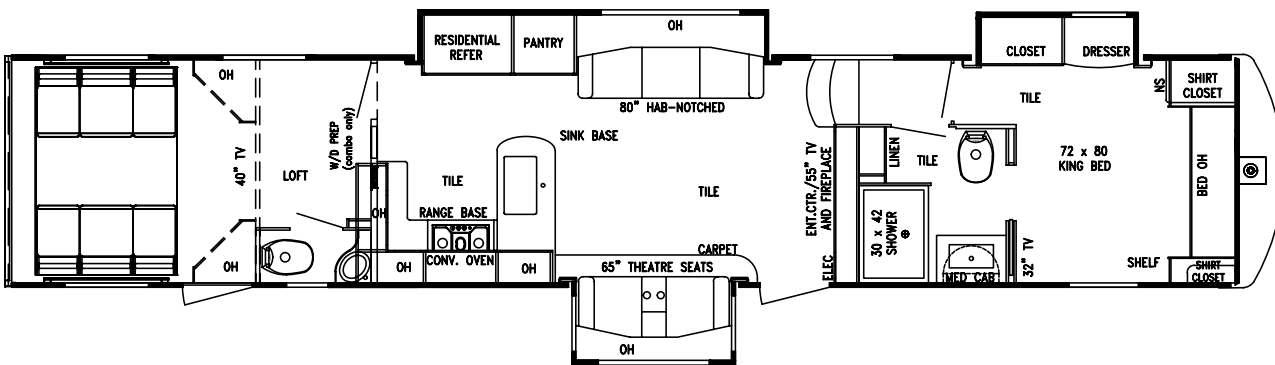 OH
RESIDENTIAL
REFER
PANTRY
CLOSET
DRESSER
OH
NS
SHIRT
CLOSET
80" HAB-NOTCHED
TILE
W/D PREP
(combo only)
SINK BASE
40" TV
LOFT
TILE
TILE
ENT.CTR./55" TV
AND FIREPLACE
LINEN
TILE
72 x 80
KING BED
BED OH
OH
RANGE BASE
30 x 42
SHOWER
CARPET
32" TV
SHELF
OH
OH
CONV. OVEN
OH
65" THEATRE SEATS
ELEC
MED CAB
SHIRT
CLOSET
OH